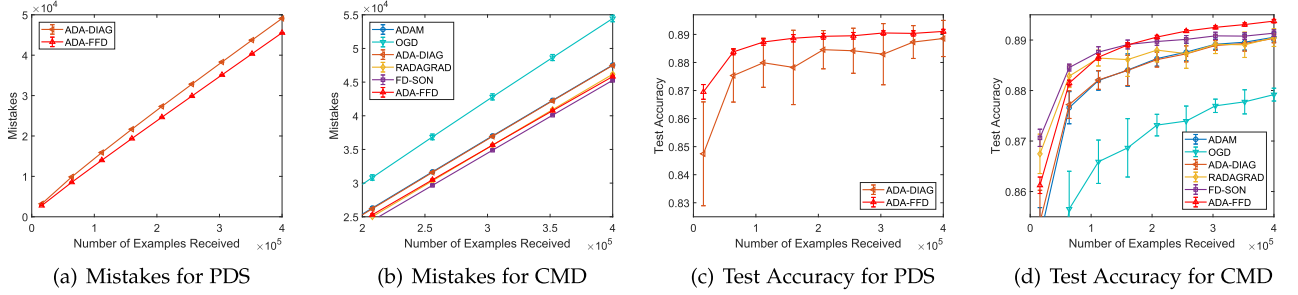 5
×10⁴
ADA-DIAG
ADA-FFD
4
3
2
1
0
Mistakes
0
1
2
3
4
Number of Examples Received
×10⁵
(a) Mistakes for PDS
5.5
×10⁴
ADAM
OGD
ADA-DIAG
RADAGRAD
FD-SON
ADA-FFD
5
4.5
4
3.5
3
2.5
Mistakes
2
2.5
3
3.5
4
Number of Examples Received
×10⁵
(b) Mistakes for CMD
0.89
0.88
0.87
0.86
0.85
0.84
0.83
Test Accuracy
ADA-DIAG
ADA-FFD
0
1
2
3
4
Number of Examples Received
×10⁵
(c) Test Accuracy for PDS
0.89
0.88
0.87
0.86
Test Accuracy
ADAM
OGD
ADA-DIAG
RADAGRAD
FD-SON
ADA-FFD
0
1
2
3
4
Number of Examples Received
×10⁵
(d) Test Accuracy for CMD